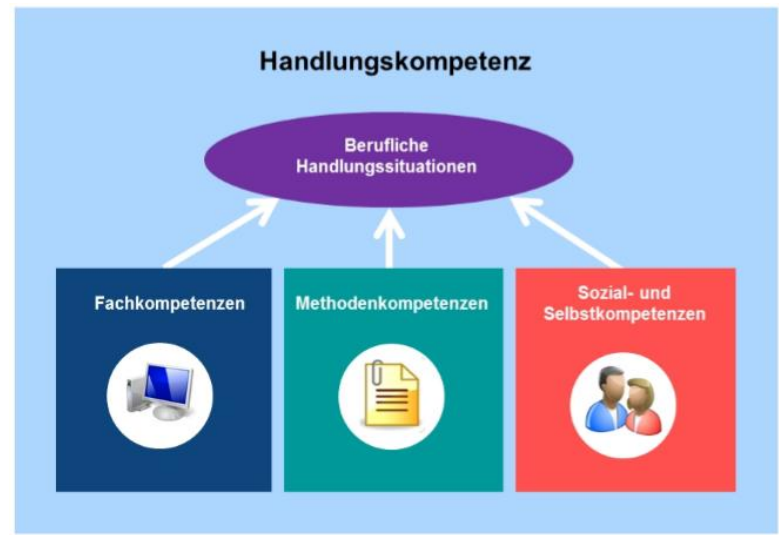 Handlungskompetenz
Berufliche
Handlungssituationen
Fachkompetenzen
Methodenkompetenzen
Sozial- und
Selbstkompetenzen